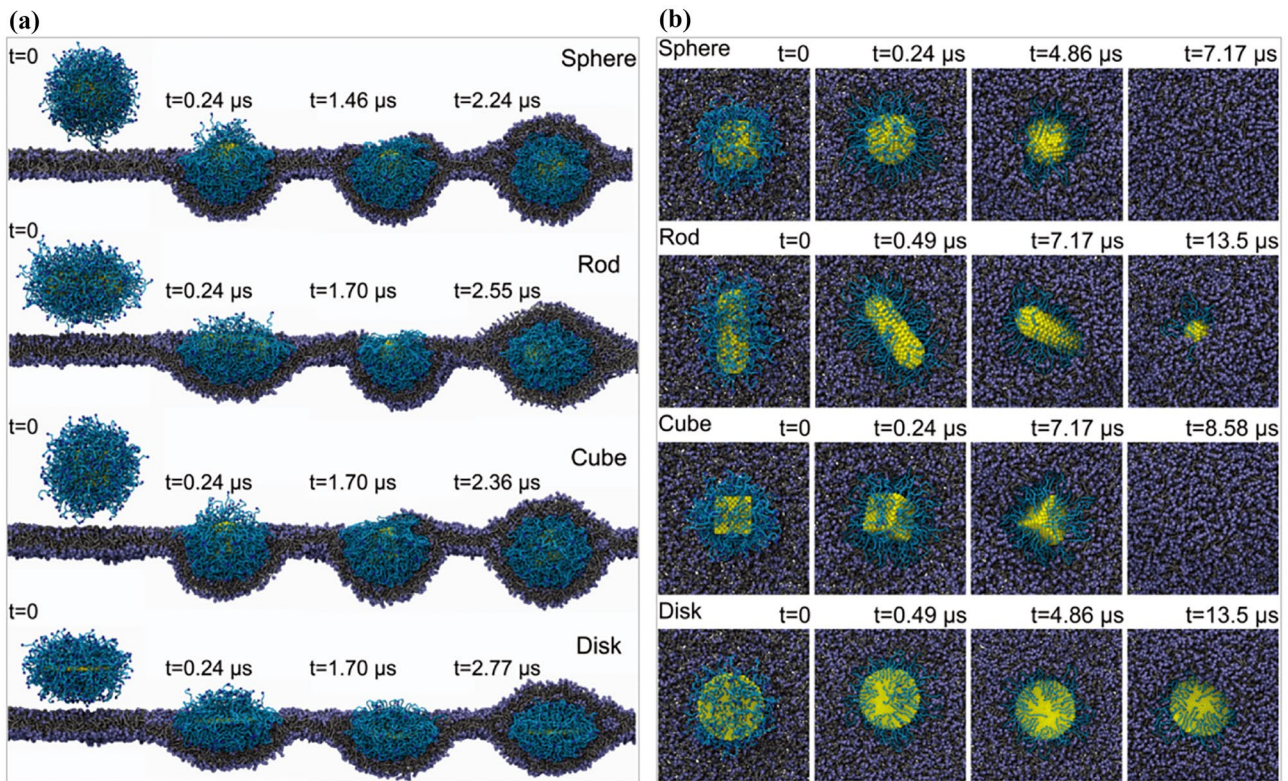 (a)
t=0
Sphere
t=0.24 μs t=1.46 μs t=2.24 μs
t=0
Rod
t=0.24 μs t=1.70 μs t=2.55 μs
t=0
Cube
t=0.24 μs t=1.70 μs t=2.36 μs
t=0
Disk
t=0.24 μs t=1.70 μs t=2.77 μs
(b)
Sphere t=0 t=0.24 μs t=4.86 μs t=7.17 μs
Rod t=0 t=0.49 μs t=7.17 μs t=13.5 μs
Cube t=0 t=0.24 μs t=7.17 μs t=8.58 μs
Disk t=0 t=0.49 μs t=4.86 μs t=13.5 μs